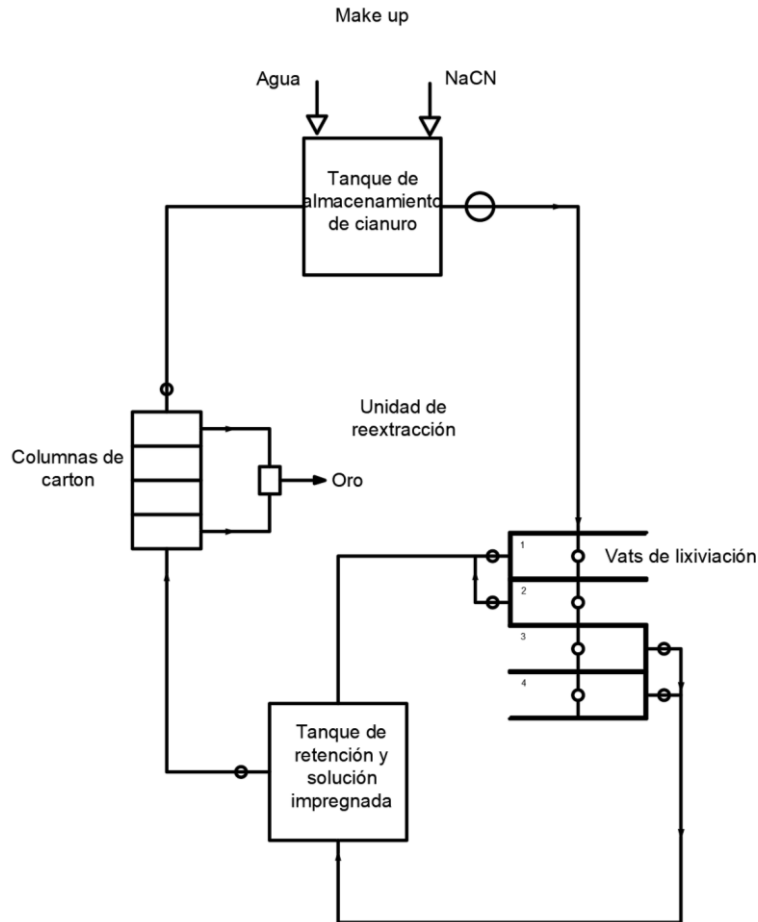 Make up
Agua
NaCN
Tanque de
almacenamiento
de cianuro
Unidad de
reextracción
Columnas de
carton
Oro
1
Vats de lixiviación
2
3
4
Tanque de
retención y
solución
impregnada